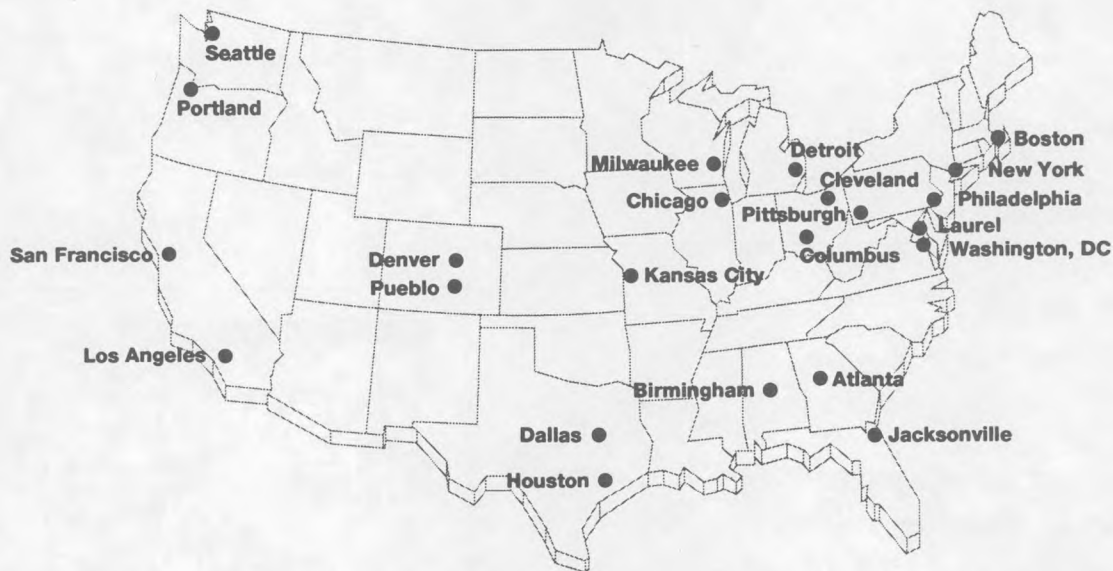 Seattle
Portland
Boston
Detroit
Milwaukee
New York
Cleveland
Chicago
Philadelphia
Pittsburgh
Laurel
Washington, DC
Columbus
San Francisco
Denver
Kansas City
Pueblo
Los Angeles
Atlanta
Birmingham
Dallas
Jacksonville
Houston